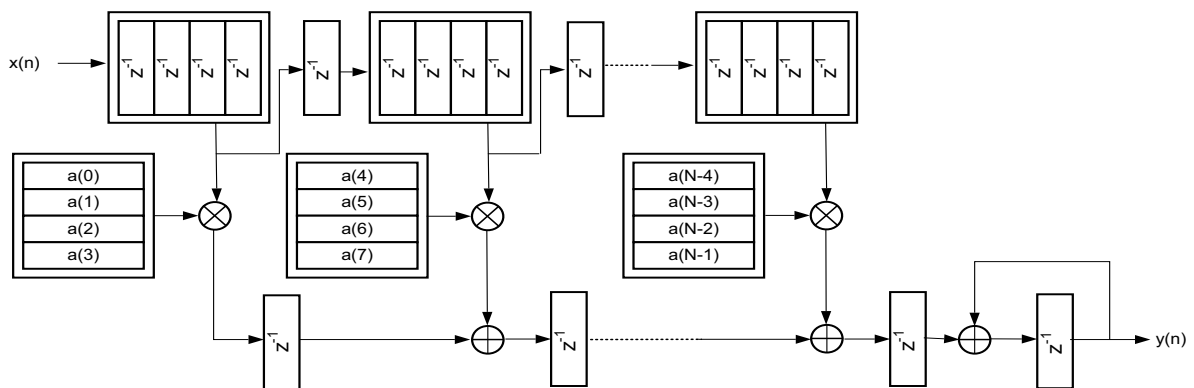 x(n)
z-1 z-1 z-1 z-1
z-1
z-1 z-1 z-1 z-1
z-1
z-1 z-1 z-1 z-1
a(0)
a(1)
a(2)
a(3)
a(4)
a(5)
a(6)
a(7)
a(N-4)
a(N-3)
a(N-2)
a(N-1)
z-1
z-1
z-1
z-1
y(n)